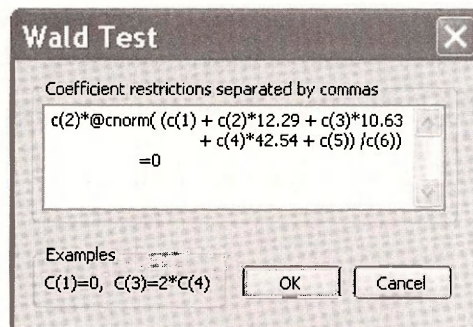 Wald Test
Coefficient restrictions separated by commas
c(2)*@cnorm( (c(1) + c(2)*12.29 + c(3)*10.63
+ c(4)*42.54 + c(5)) /c(6))
=0
Examples
C(1)=0, C(3)=2*C(4)
OK
Cancel